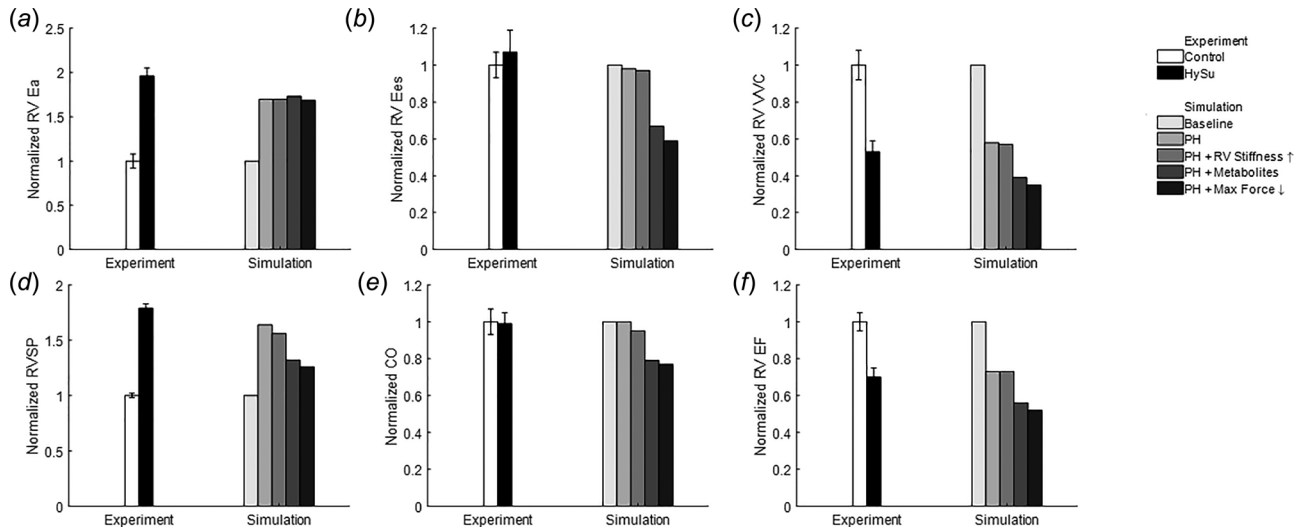 (a)
2.5
2
1.5
1
0.5
0
Normalized RV Ea
Experiment
Simulation
(b)
1.2
1
0.8
0.6
0.4
0.2
0
Normalized RV Ees
Experiment
Simulation
(c)
1.2
1
0.8
0.6
0.4
0.2
0
Normalized RV VVC
Experiment
Simulation
Experiment
Control
HySu
Simulation
Baseline
PH
PH + RV Stiffness ↑
PH + Metabolites
PH + Max Force ↓
(d)
2
1.5
1
0.5
0
Normalized RVSP
Experiment
Simulation
(e)
1.2
1
0.8
0.6
0.4
0.2
0
Normalized CO
Experiment
Simulation
(f)
1.2
1
0.8
0.6
0.4
0.2
0
Normalized RV EF
Experiment
Simulation